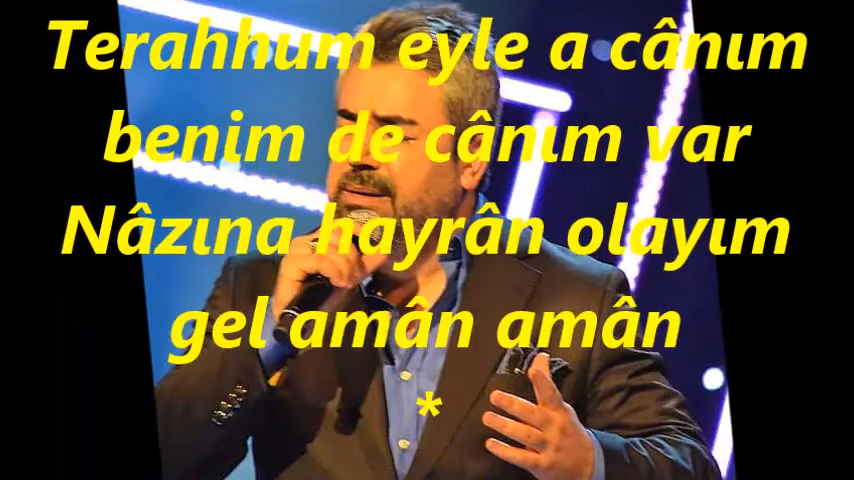 Terahhum eyle a cânım
benim de cânım var
Nâzına hayrân olayım
gel amân amân
*